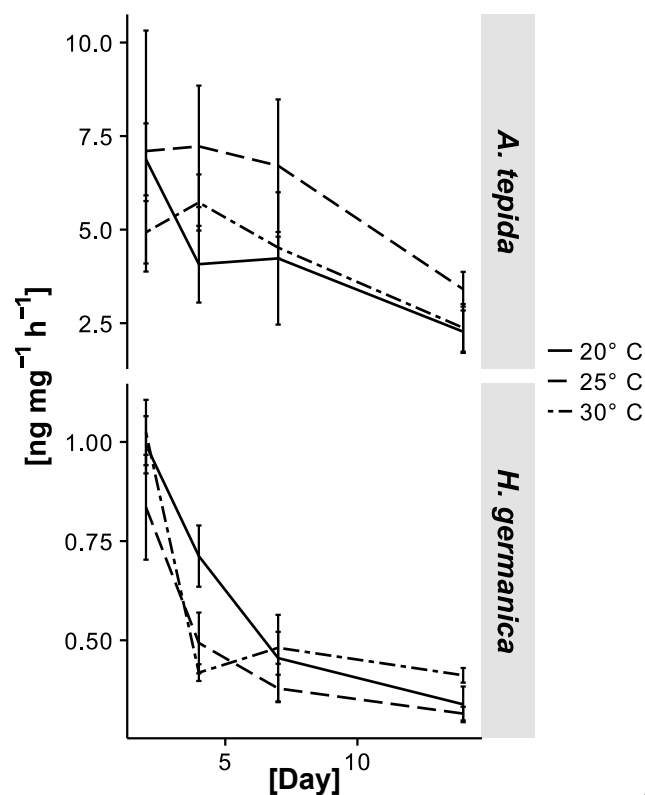 10.0
7.5
5.0
2.5
A. tepida
[ng mg⁻¹ h⁻¹]
20° C
25° C
30° C
1.00
0.75
0.50
H. germanica
5
10
[Day]